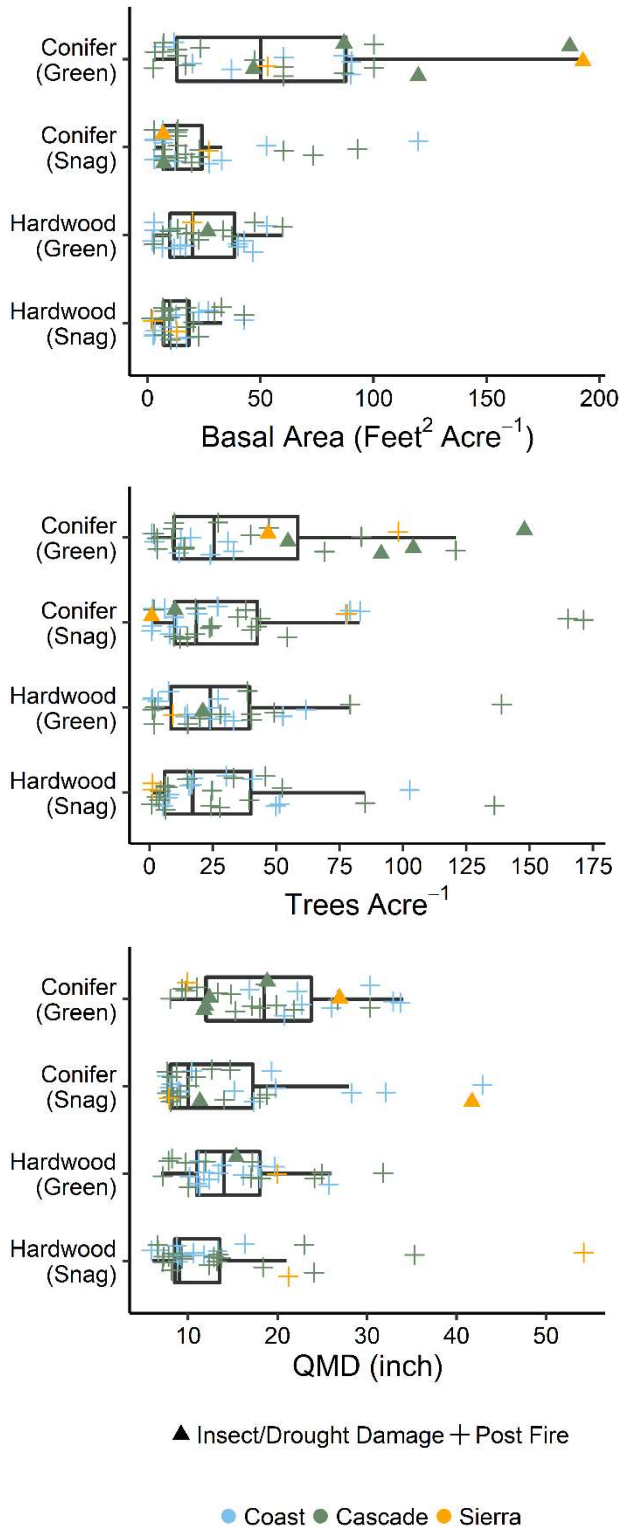 Conifer
(Green)
Conifer
(Snag)
Hardwood
(Green)
Hardwood
(Snag)
0 50 100 150 200
Basal Area (Feet² Acre⁻¹)
Conifer
(Green)
Conifer
(Snag)
Hardwood
(Green)
Hardwood
(Snag)
0 25 50 75 100 125 150 175
Trees Acre⁻¹
Conifer
(Green)
Conifer
(Snag)
Hardwood
(Green)
Hardwood
(Snag)
10 20 30 40 50
QMD (inch)
Insect/Drought Damage Post Fire
Coast Cascade Sierra